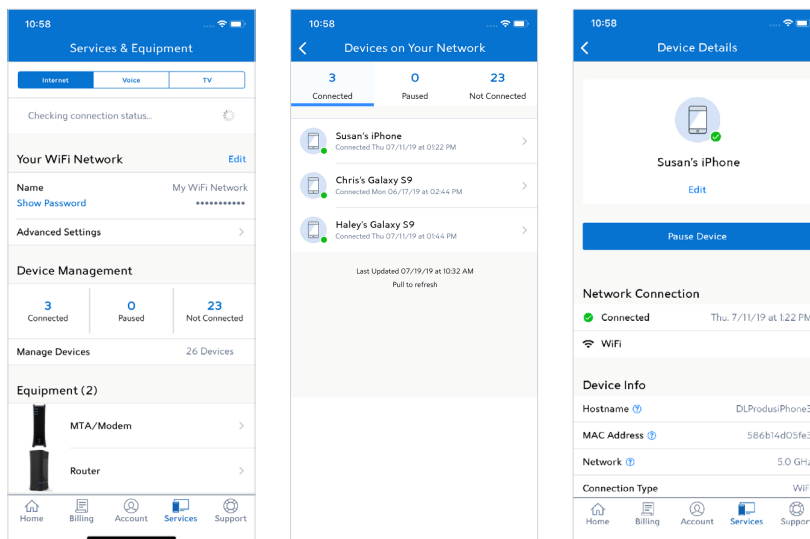 10:58
Services & Equipment
Internet Voice TV
Checking connection status...
Your WiFi Network Edit
Name My WiFi Network
Show Password •••••••••••
Advanced Settings
Device Management
3 0 23
Connected Paused Not Connected
Manage Devices 26 Devices
Equipment (2)
MTA/Modem
Router
Home Billing Account Services Support
10:58
Devices on Your Network
3 0 23
Connected Paused Not Connected
Susan's iPhone
Connected Thu 07/11/19 at 01:22 PM
Chris's Galaxy S9
Connected Mon 06/17/19 at 02:44 PM
Haley's Galaxy S9
Connected Thu 07/11/19 at 01:44 PM
Last Updated 07/19/19 at 10:32 AM
Pull to refresh
10:58
Device Details
Susan's iPhone
Edit
Pause Device
Network Connection
Connected Thu. 7/11/19 at 1:22 PM
WiFi
Device Info
Hostname ? DLProdusiPhone3
MAC Address ? 586b14d05fe3
Network ? 5.0 GHz
Connection Type WiFi
Home Billing Account Services Support